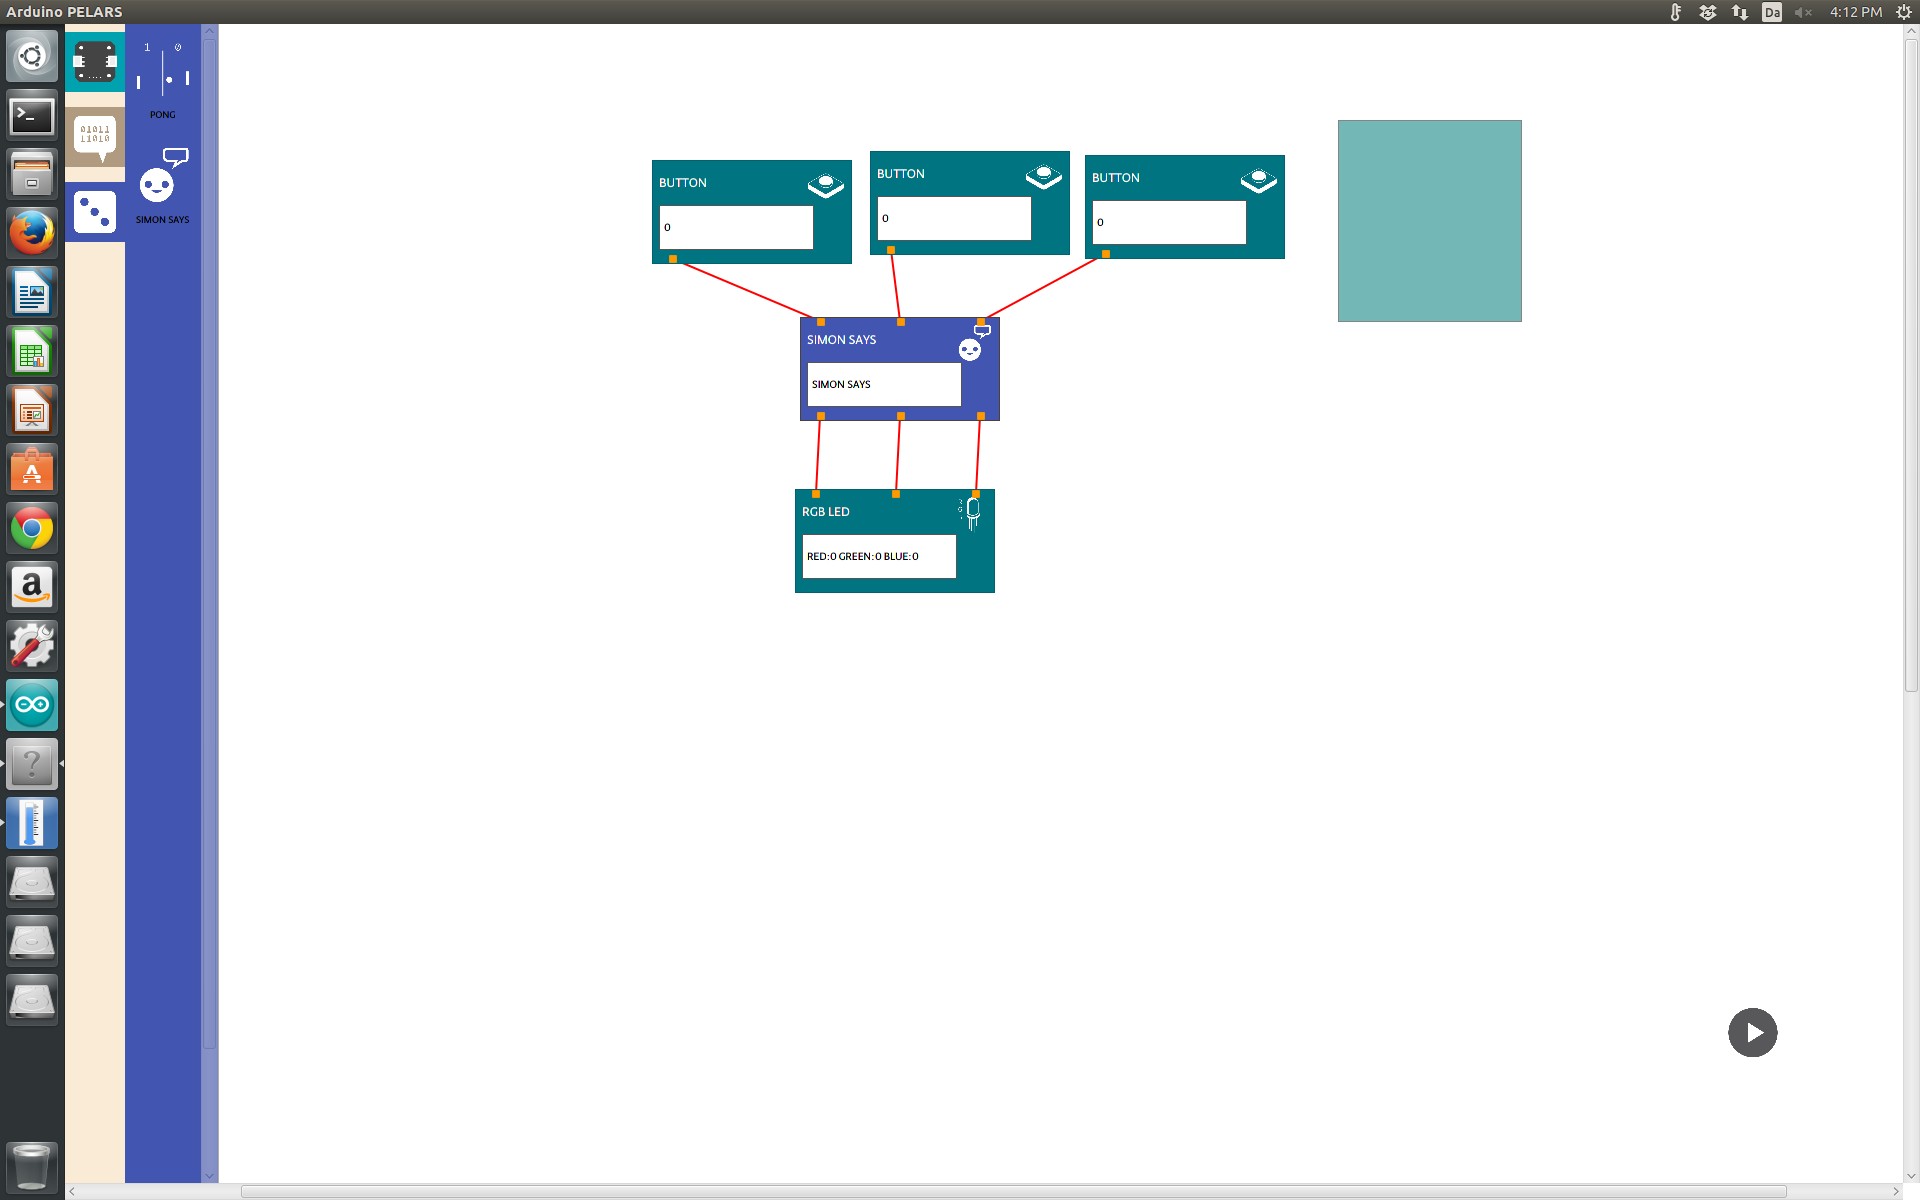 Arduino PELARS
Da
4:12 PM
1 0
PONG
01011
11010
SIMON SAYS
BUTTON
0
BUTTON
0
BUTTON
0
SIMON SAYS
SIMON SAYS
RGB LED
RED:0 GREEN:0 BLUE:0